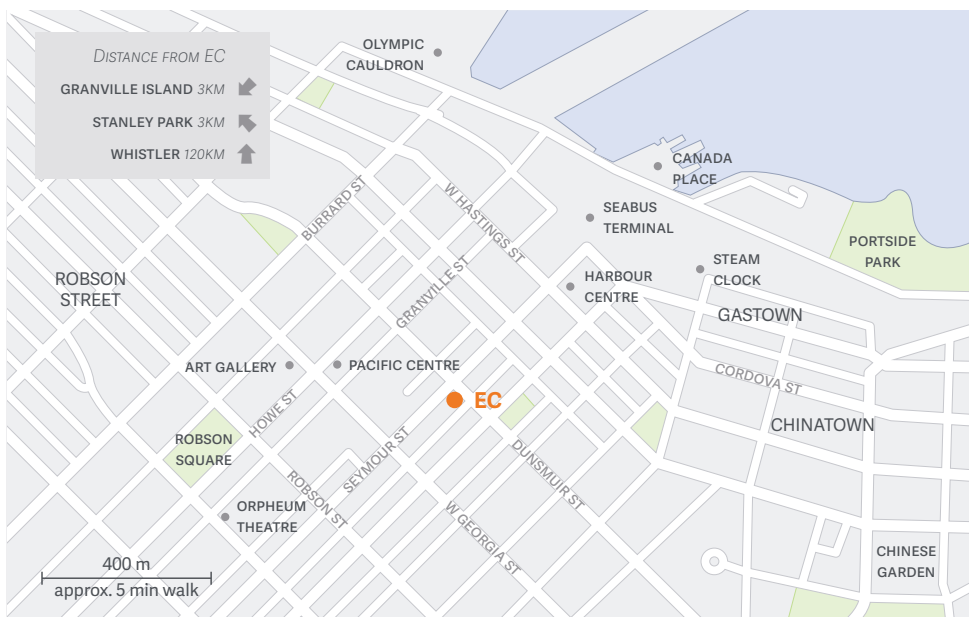 DISTANCE FROM EC
GRANVILLE ISLAND 3KM
STANLEY PARK 3KM
WHISTLER 120KM
OLYMPIC
CAULDRON
CANADA
PLACE
SEABUS
TERMINAL
PORTSIDE
PARK
BURRARD ST
W HASTINGS ST
STEAM
CLOCK
HARBOUR
CENTRE
ROBSON
STREET
GRANVILLE ST
GASTOWN
ART GALLERY
PACIFIC CENTRE
CORDOVA ST
EC
HOWE ST
CHINATOWN
ROBSON
SQUARE
SEYMOUR ST
DUNSMUIR ST
ROBSON ST
ORPHEUM
THEATRE
W GEORGIA ST
CHINESE
GARDEN
400 m
approx. 5 min walk